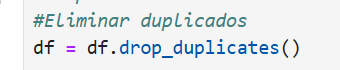 #Eliminar duplicados
df = df.drop_duplicates()